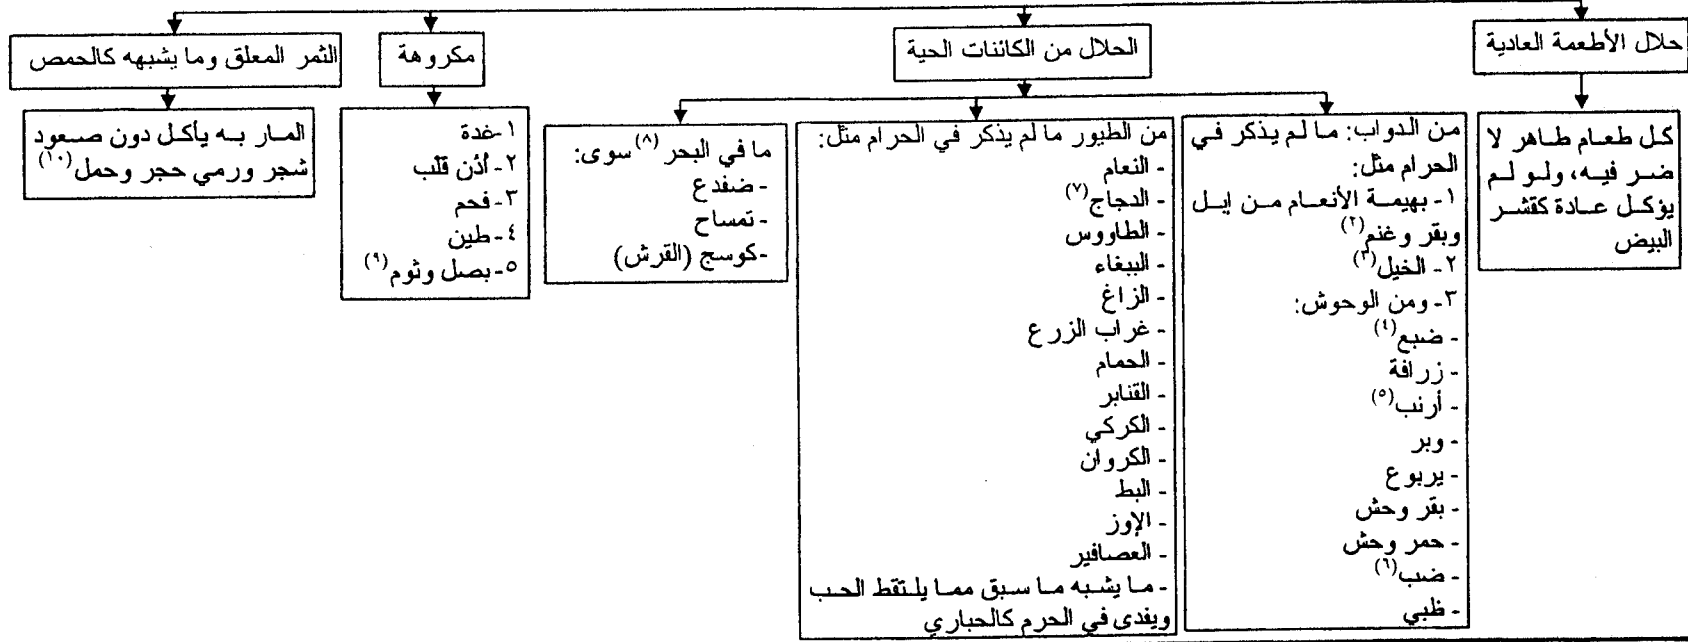 حلال الأطعمة العادية
كل طعام طاهر لا
ضر فيه، ولو لم
يؤكل عادة كقشر
البيض
الحلال من الكائنات الحية
من الدواب: ما لم يذكر في
الحرام مثل:
١- بهيمة الأنعام من إبل
وبقر وغنم(٢)
٢- الخيل(٣)
٣- ومن الوحوش:
- ضبع(٤)
- زرافة
- أرنب(٥)
- وبر
- يربوع
- بقر وحش
- حمر وحش
- ضب(٦)
- ظبي
من الطيور ما لم يذكر في الحرام مثل:
- النعام
- الدجاج(٧)
- الطاووس
- الببغاء
- الزاغ
- غراب الزرع
- الحمام
- القنابر
- الكركي
- الكروان
- البط
- الإوز
- العصافير
- ما يشبه ما سبق مما يلتقط الحب
ويفدى في الحرم كالحباري
ما في البحر(٨) سوى:
- ضفدع
- تمساح
-كوسج (القرش)
مكروهة
١-غدة
٢- أذن قلب
٣- فحم
٤- طين
٥- بصل وثوم(٩)
الثمر المعلق وما يشبهه كالحمص
المار به يأكل دون صعود
شجر ورمي حجر وحمل(١٠)